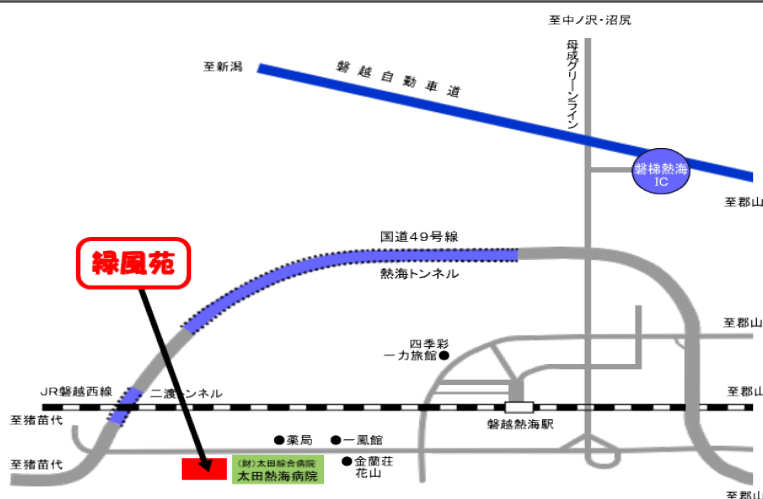 至中ノ沢・沼尻
母成グリーンライン
至新潟
磐越自動車道
磐梯熱海
IC
至郡山
国道49号線
緑風苑
熱海トンネル
至郡山
四季彩
一力旅館●
JR磐越西線
二渡トンネル
至郡山
至猪苗代
磐越熱海駅
●薬局
●一鳳館
至猪苗代
(財)太田綜合病院
太田熱海病院
●金蘭荘
花山
至郡山